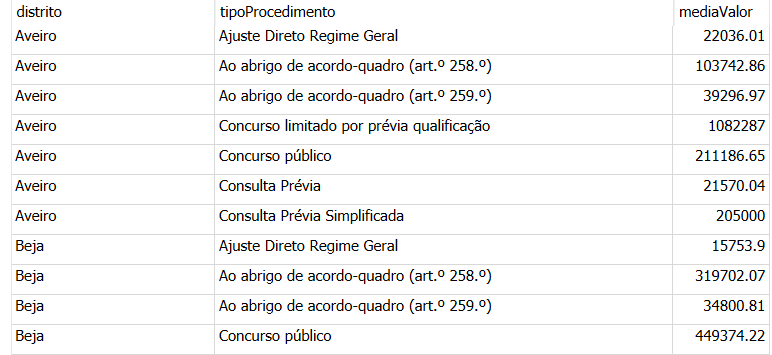 distrito tipoProcedimento mediaValor
Aveiro Ajuste Direto Regime Geral 22036.01
Aveiro Ao abrigo de acordo-quadro (art.º 258.º) 103742.86
Aveiro Ao abrigo de acordo-quadro (art.º 259.º) 39296.97
Aveiro Concurso limitado por prévia qualificação 1082287
Aveiro Concurso público 211186.65
Aveiro Consulta Prévia 21570.04
Aveiro Consulta Prévia Simplificada 205000
Beja Ajuste Direto Regime Geral 15753.9
Beja Ao abrigo de acordo-quadro (art.º 258.º) 319702.07
Beja Ao abrigo de acordo-quadro (art.º 259.º) 34800.81
Beja Concurso público 449374.22